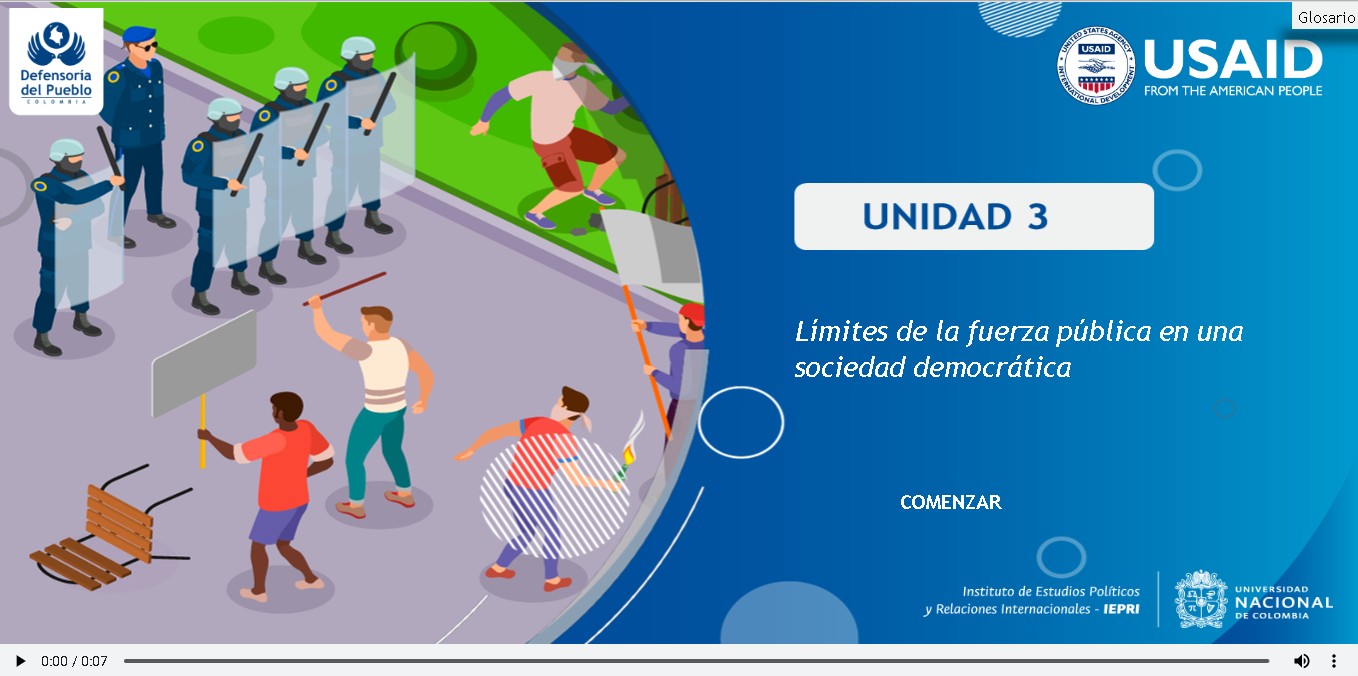 Defensoría
del Pueblo
COLOMBIA
Glosario
UNITED STATES AGENCY
USAID
INTERNATIONAL DEVELOPMENT
USAID
FROM THE AMERICAN PEOPLE
UNIDAD 3
Límites de la fuerza pública en una
sociedad democrática
COMENZAR
Instituto de Estudios Políticos
y Relaciones Internacionales - IEPRI
UNIVERSIDAD
NACIONAL
DE COLOMBIA
0:00 / 0:07